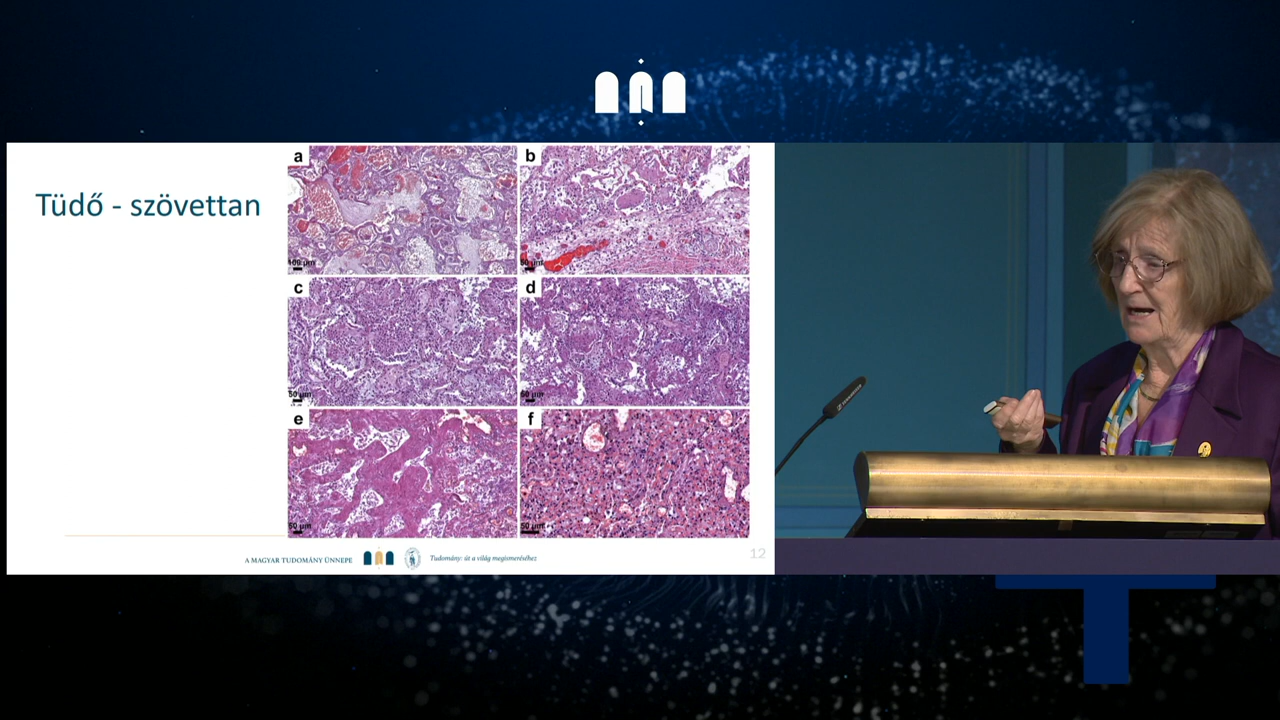 Tüdő - szövettan
a
b
100 µm
50 µm
c
d
50 µm
50 µm
e
f
50 µm
50 µm
A MAGYAR TUDOMÁNY ÜNNEPE
Tudomány: út a világ megismeréséhez
12